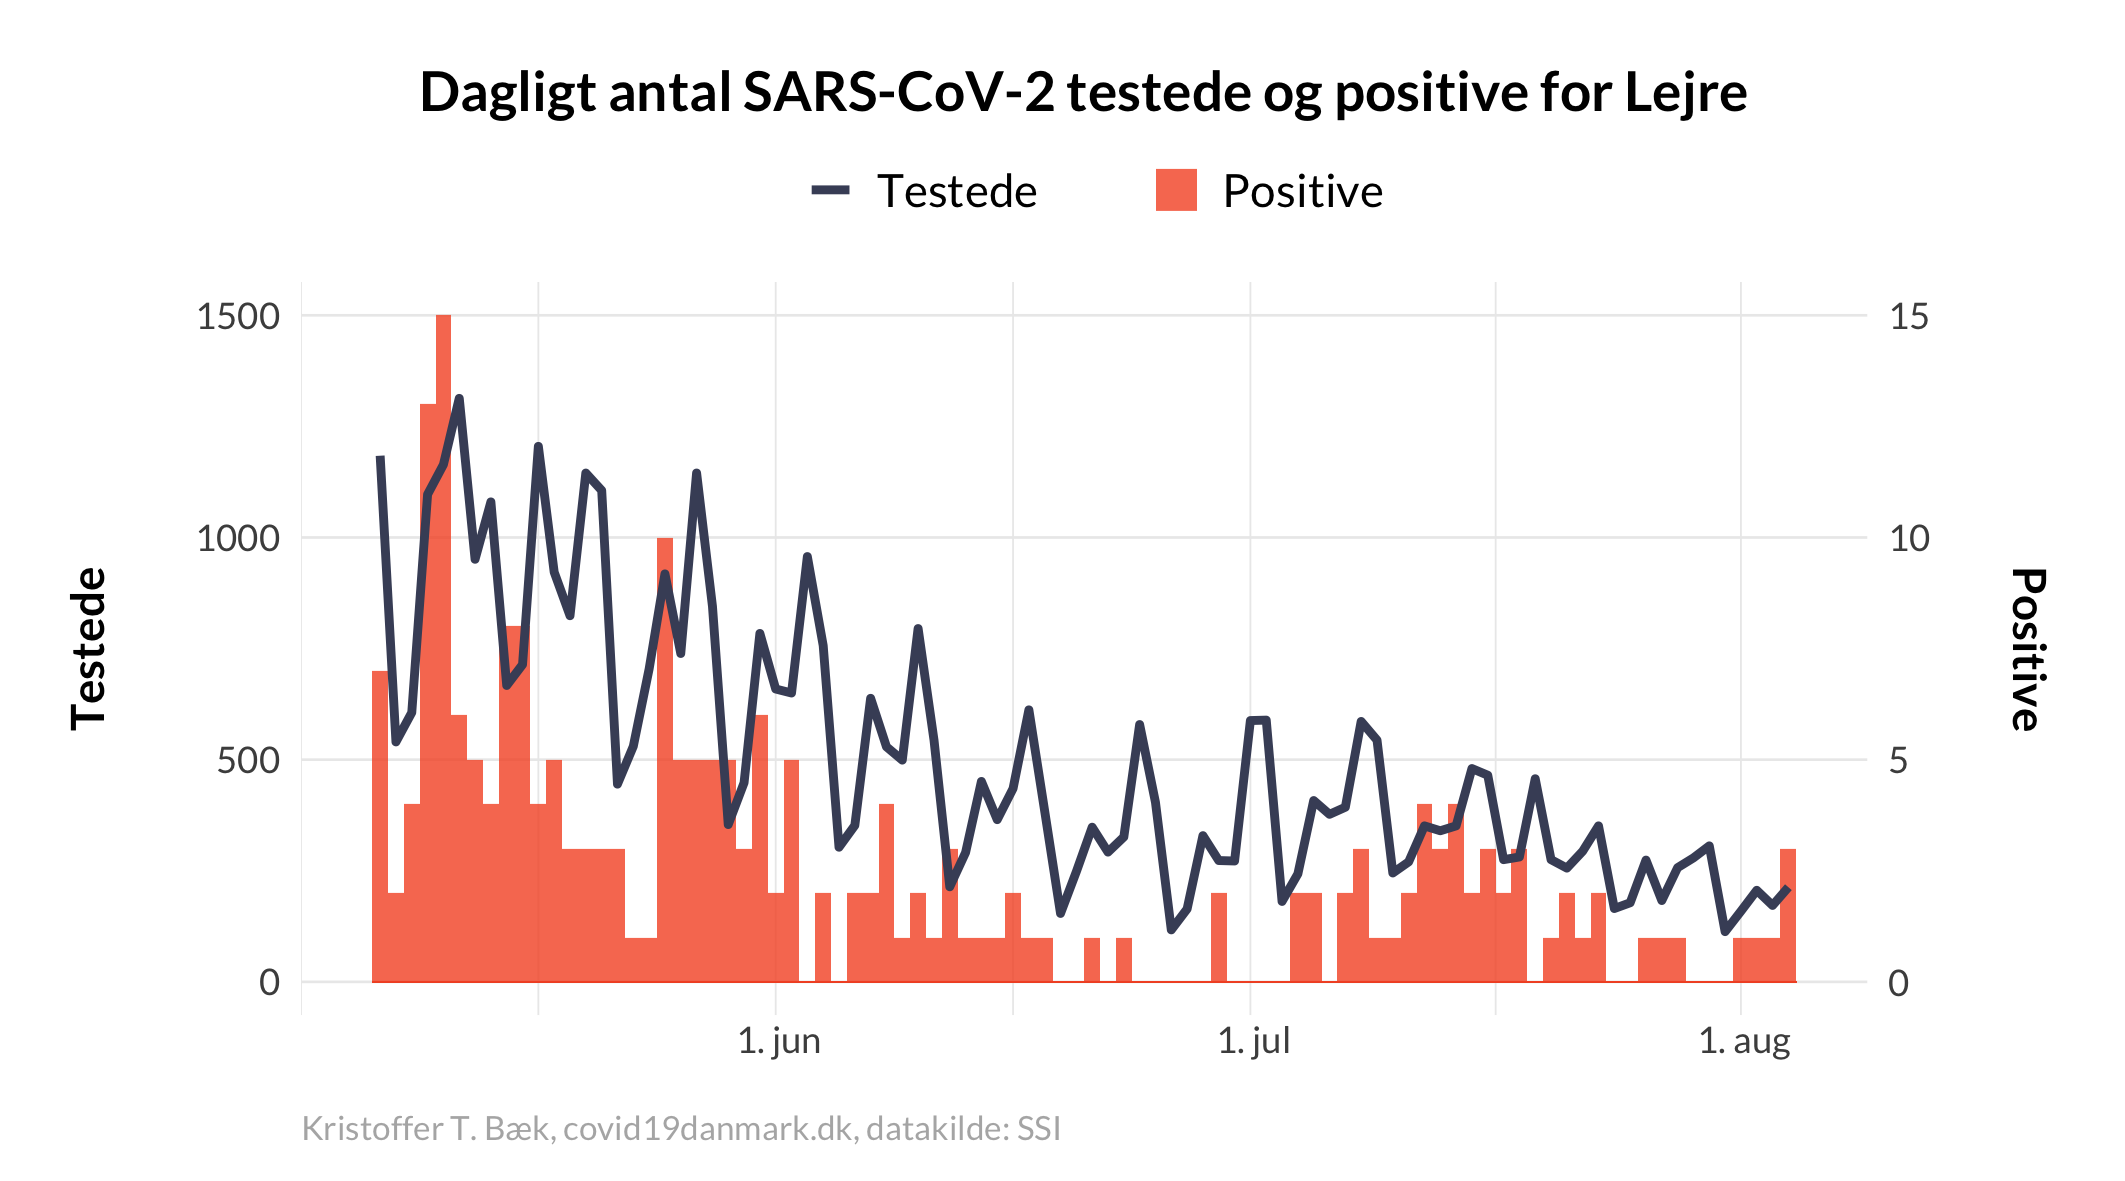 Dagligt antal SARS-CoV-2 testede og positive for Lejre
Testede
Positive
1500
1000
500
0
15
10
5
0
Testede
Positive
1. jun
1. jul
1. aug
Kristoffer T. Bæk, covid19danmark.dk, datakilde: SSI